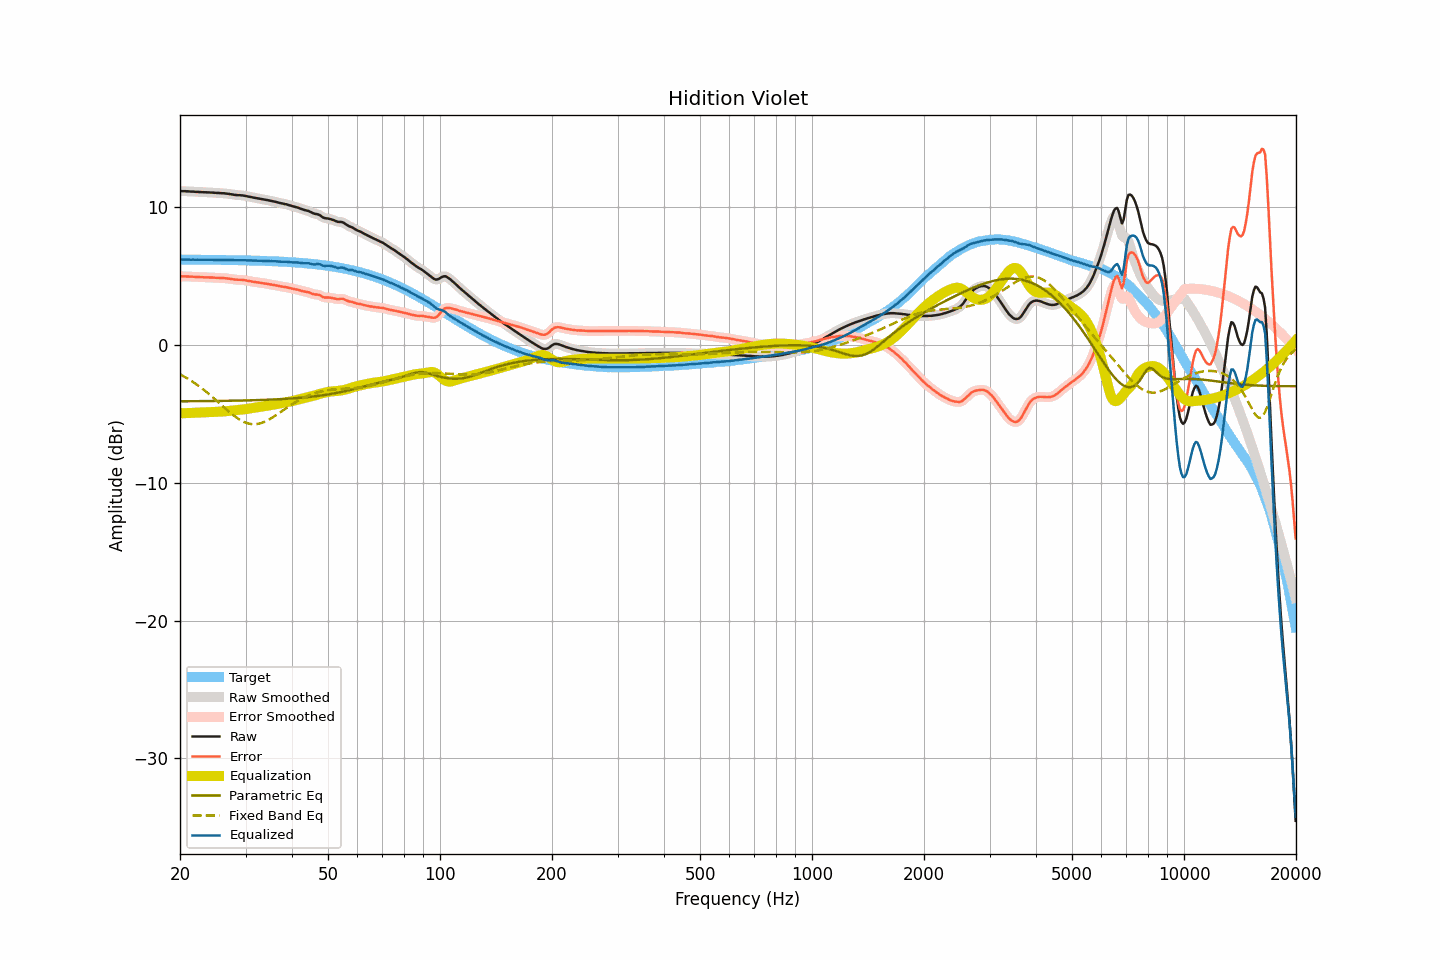 Hidition Violet
10
0
−10
−20
−30
Amplitude (dBr)
Target
Raw Smoothed
Error Smoothed
Raw
Error
Equalization
Parametric Eq
Fixed Band Eq
Equalized
20 50 100 200 500 1000 2000 5000 10000 20000
Frequency (Hz)